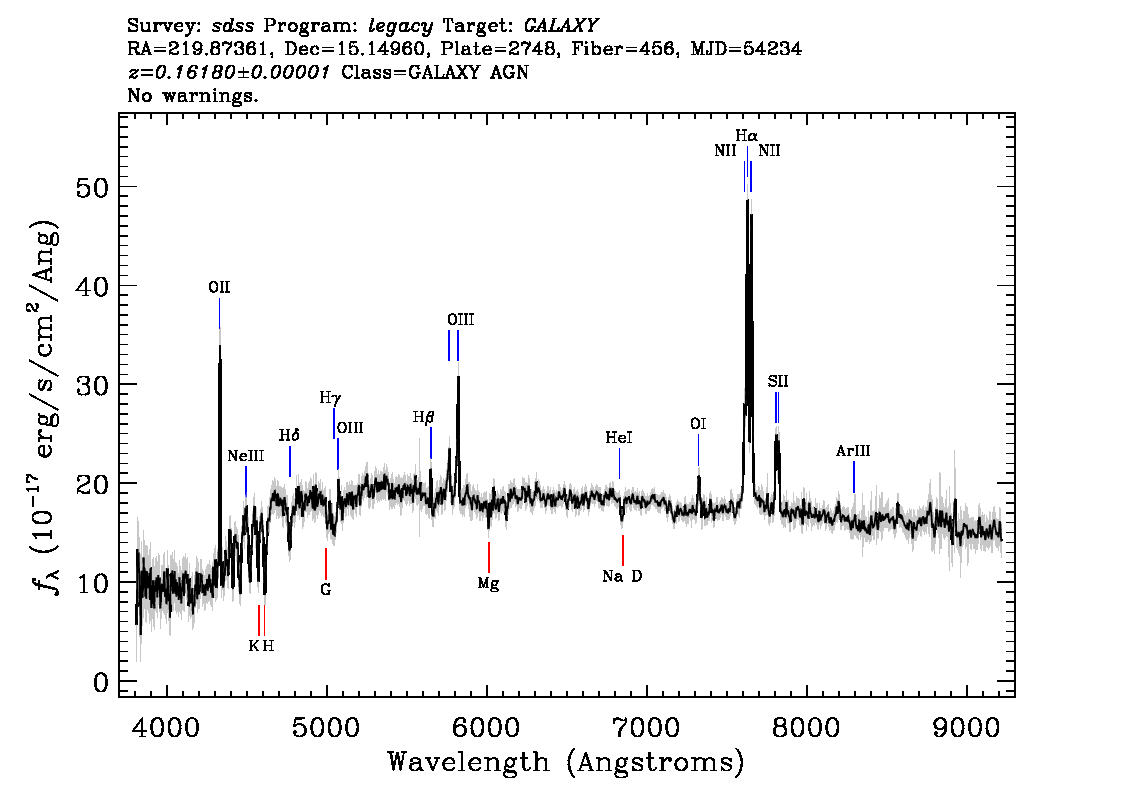 Survey: sdss Program: legacy Target: GALAXY
RA=219.87361, Dec=15.14960, Plate=2748, Fiber=456, MJD=54234
z=0.16180±0.00001 Class=GALAXY AGN
No warnings.
Hα
NII NII
OII
OIII
SII
Hγ
Hβ
OIII
OI
Hδ
HeI
NeIII
ArIII
G
Mg
Na D
K H
50
40
30
20
10
0
f_λ (10⁻¹⁷ erg/s/cm²/Ang)
4000 5000 6000 7000 8000 9000
Wavelength (Angstroms)